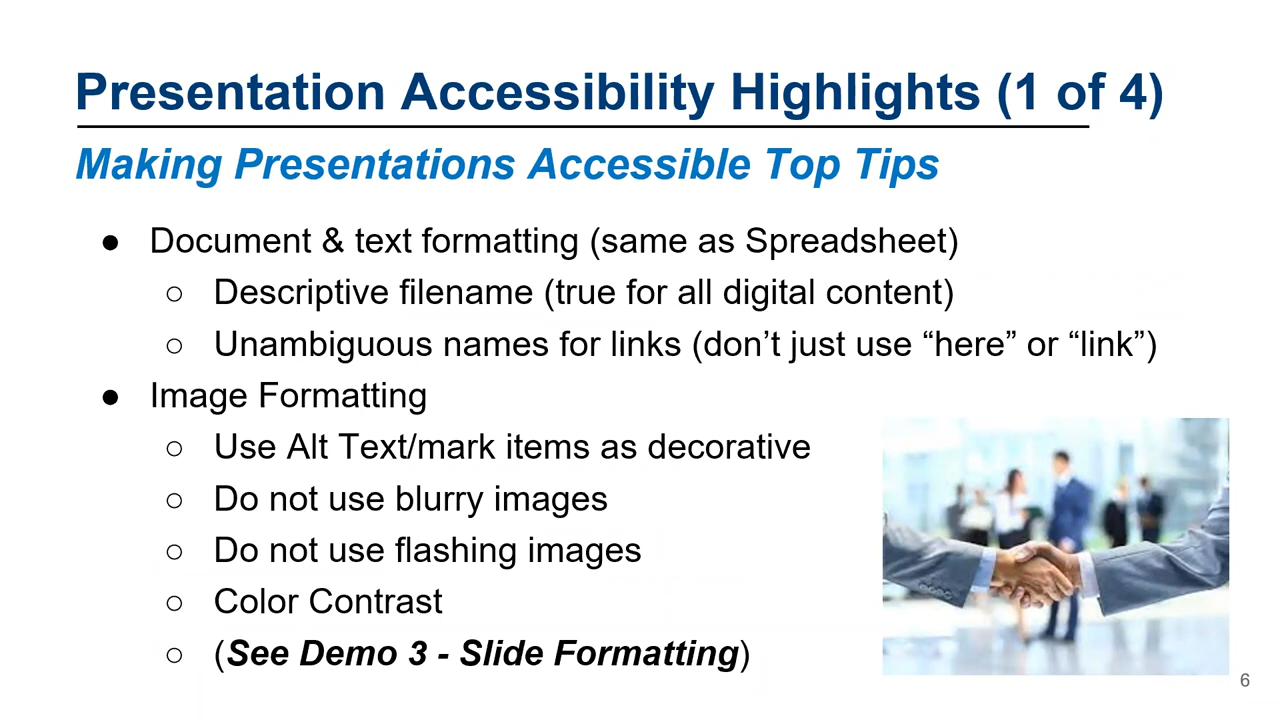 Presentation Accessibility Highlights (1 of 4)
Making Presentations Accessible Top Tips
● Document & text formatting (same as Spreadsheet)
○ Descriptive filename (true for all digital content)
○ Unambiguous names for links (don’t just use “here” or “link”)
● Image Formatting
○ Use Alt Text/mark items as decorative
○ Do not use blurry images
○ Do not use flashing images
○ Color Contrast
○ (See Demo 3 - Slide Formatting)
6